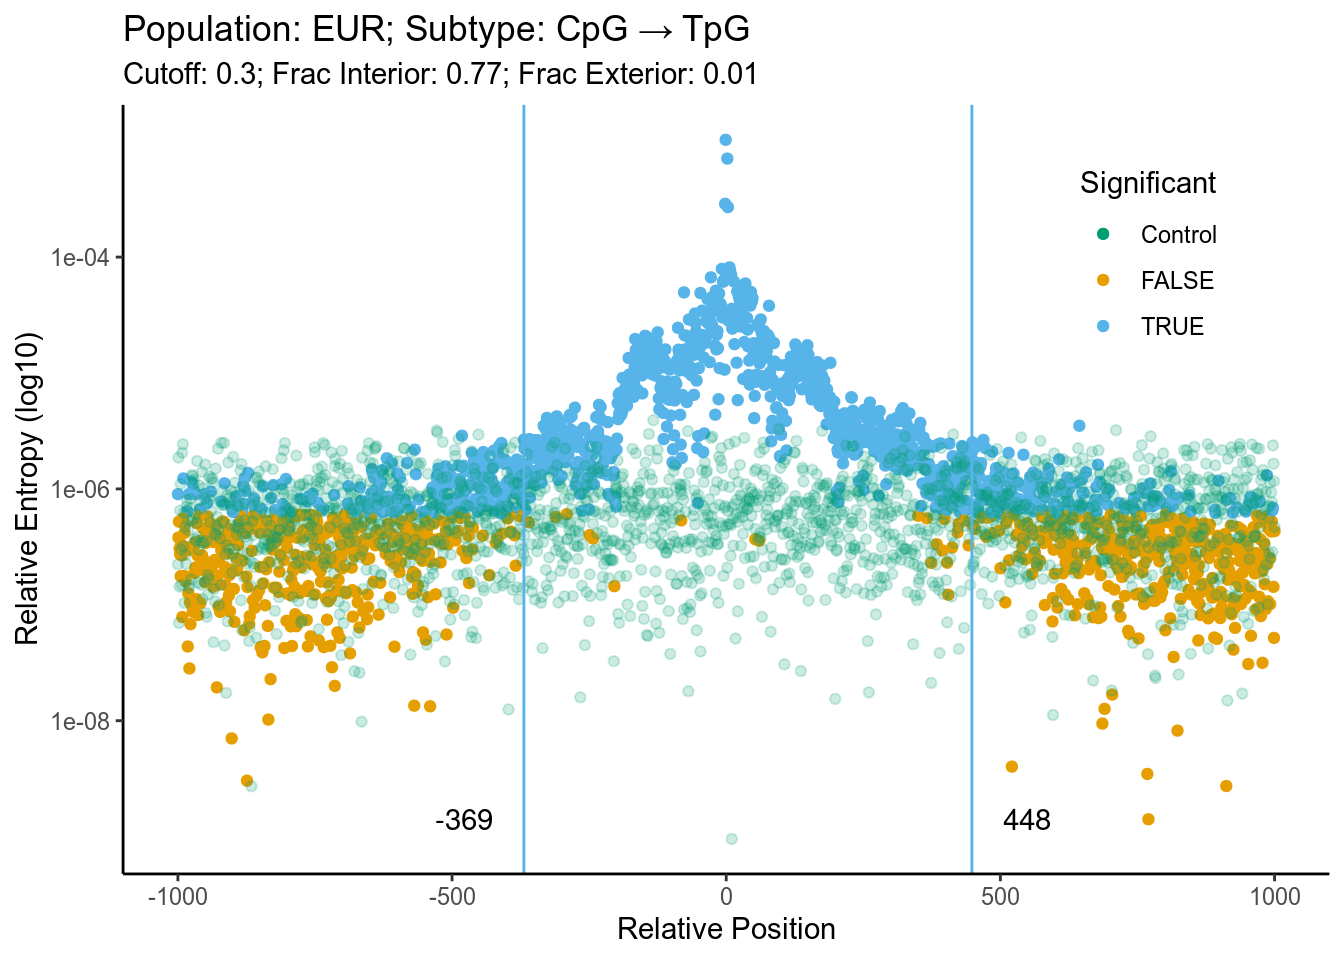 Population: EUR; Subtype: CpG → TpG
Cutoff: 0.3; Frac Interior: 0.77; Frac Exterior: 0.01
Significant
Control
FALSE
TRUE
Relative Entropy (log10)
1e-04
1e-06
1e-08
-369
448
-1000
-500
0
500
1000
Relative Position